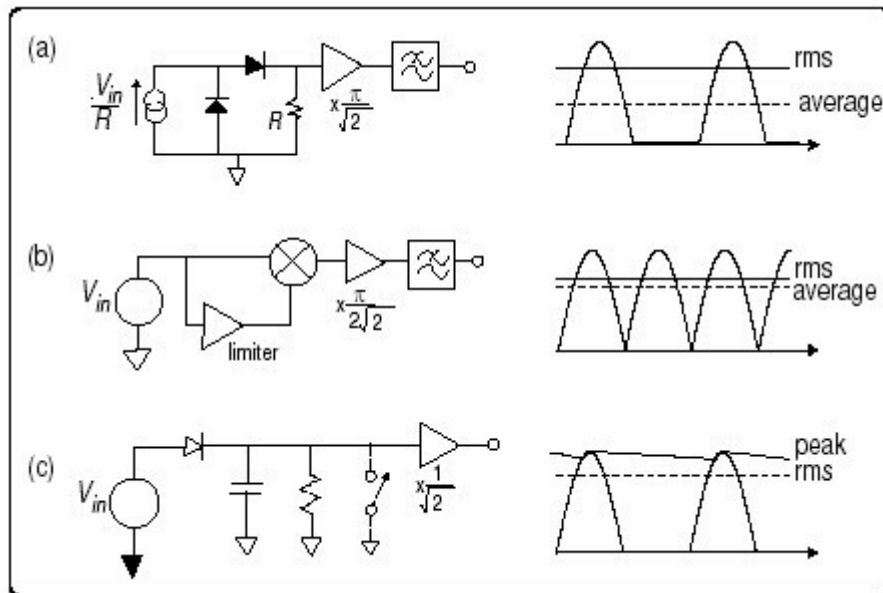 (a)
V_in
R
R
x π
√2
rms
average
(b)
V_in
limiter
x π
2√2
rms
average
(c)
V_in
x 1
√2
peak
rms